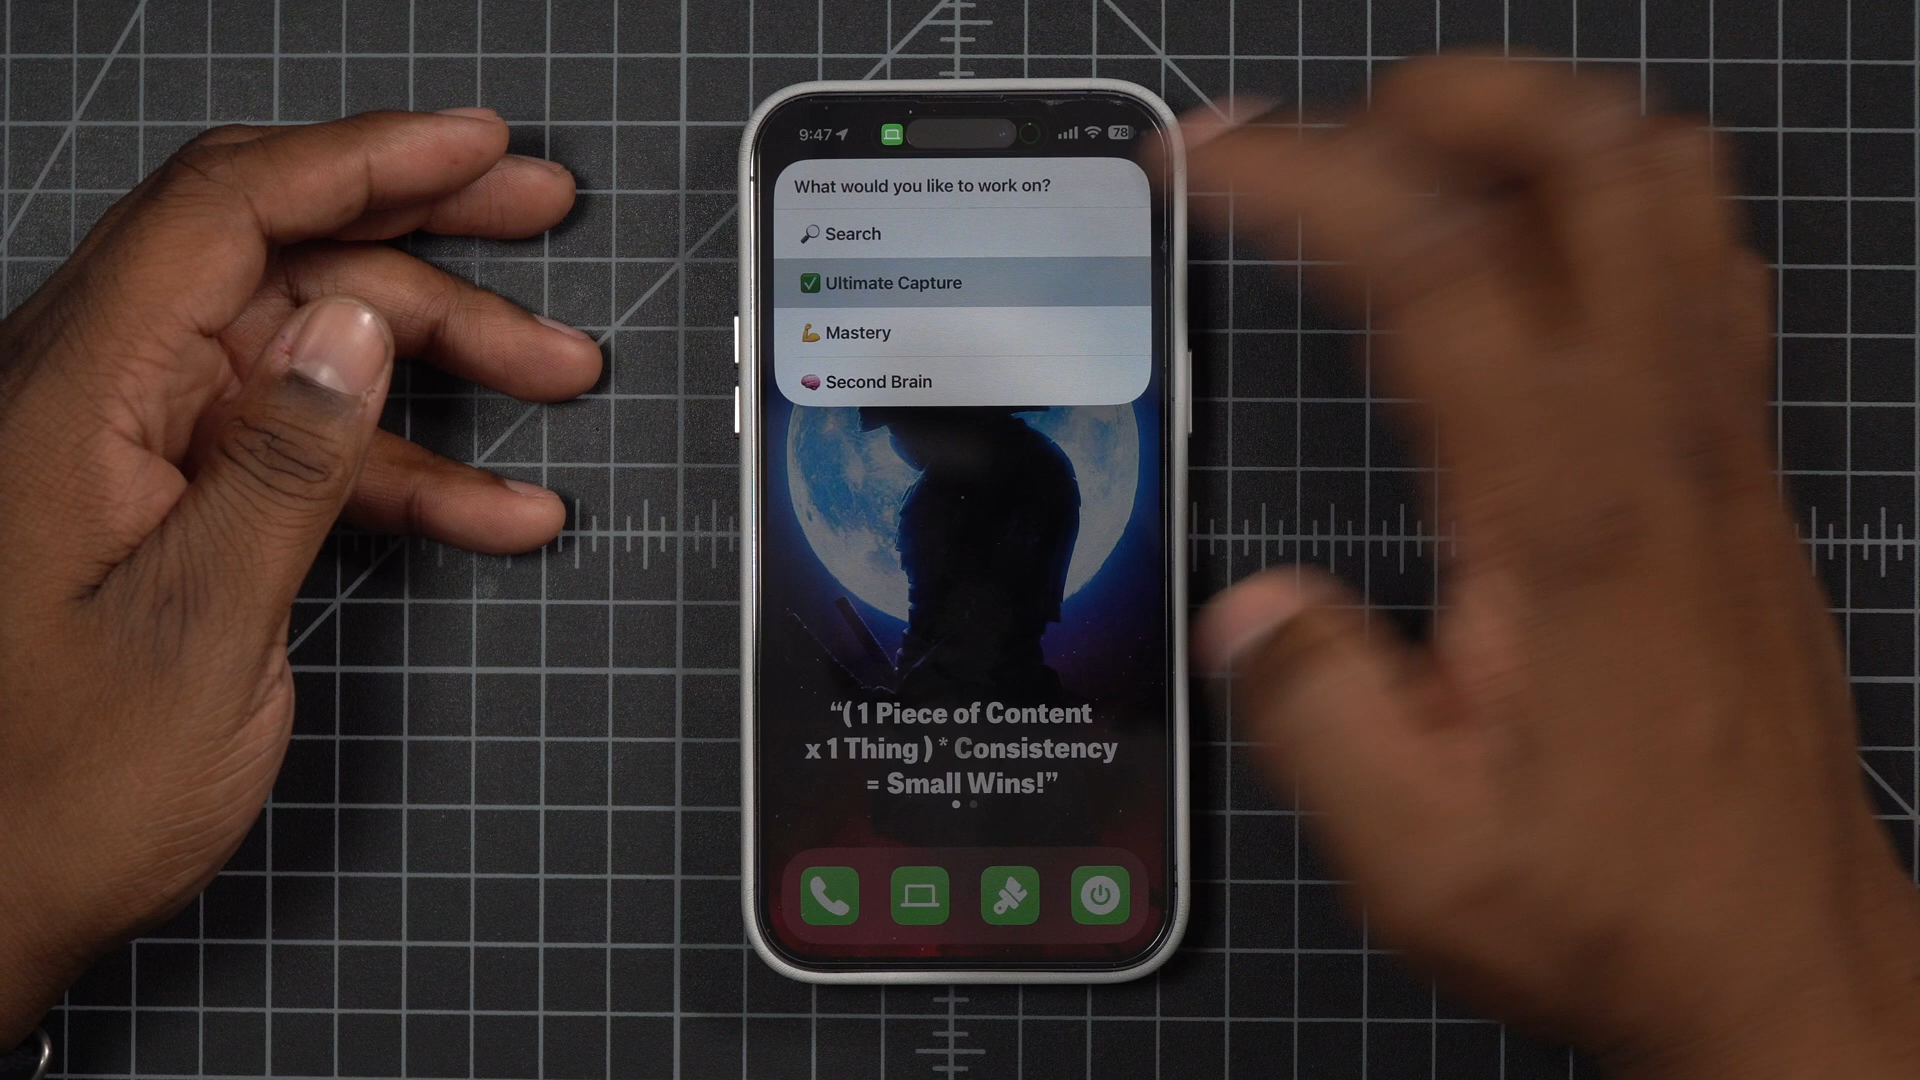 9:47
78
What would you like to work on?
🔎 Search
✅ Ultimate Capture
💪 Mastery
🧠 Second Brain
“(1 Piece of Content
x 1 Thing) * Consistency
= Small Wins!”